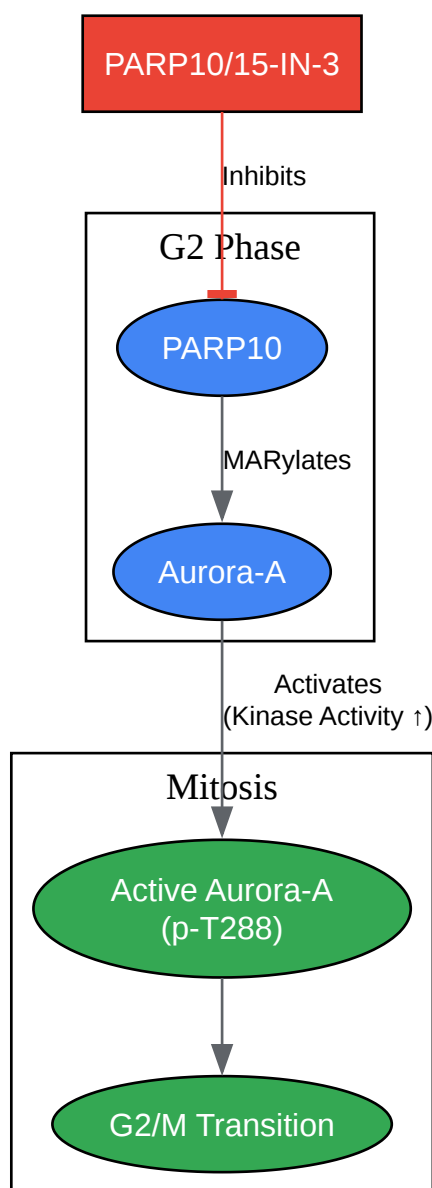 PARP10/15-IN-3
Inhibits
G2 Phase
PARP10
MARylates
Aurora-A
Activates
(Kinase Activity ↑)
Mitosis
Active Aurora-A
(p-T288)
G2/M Transition